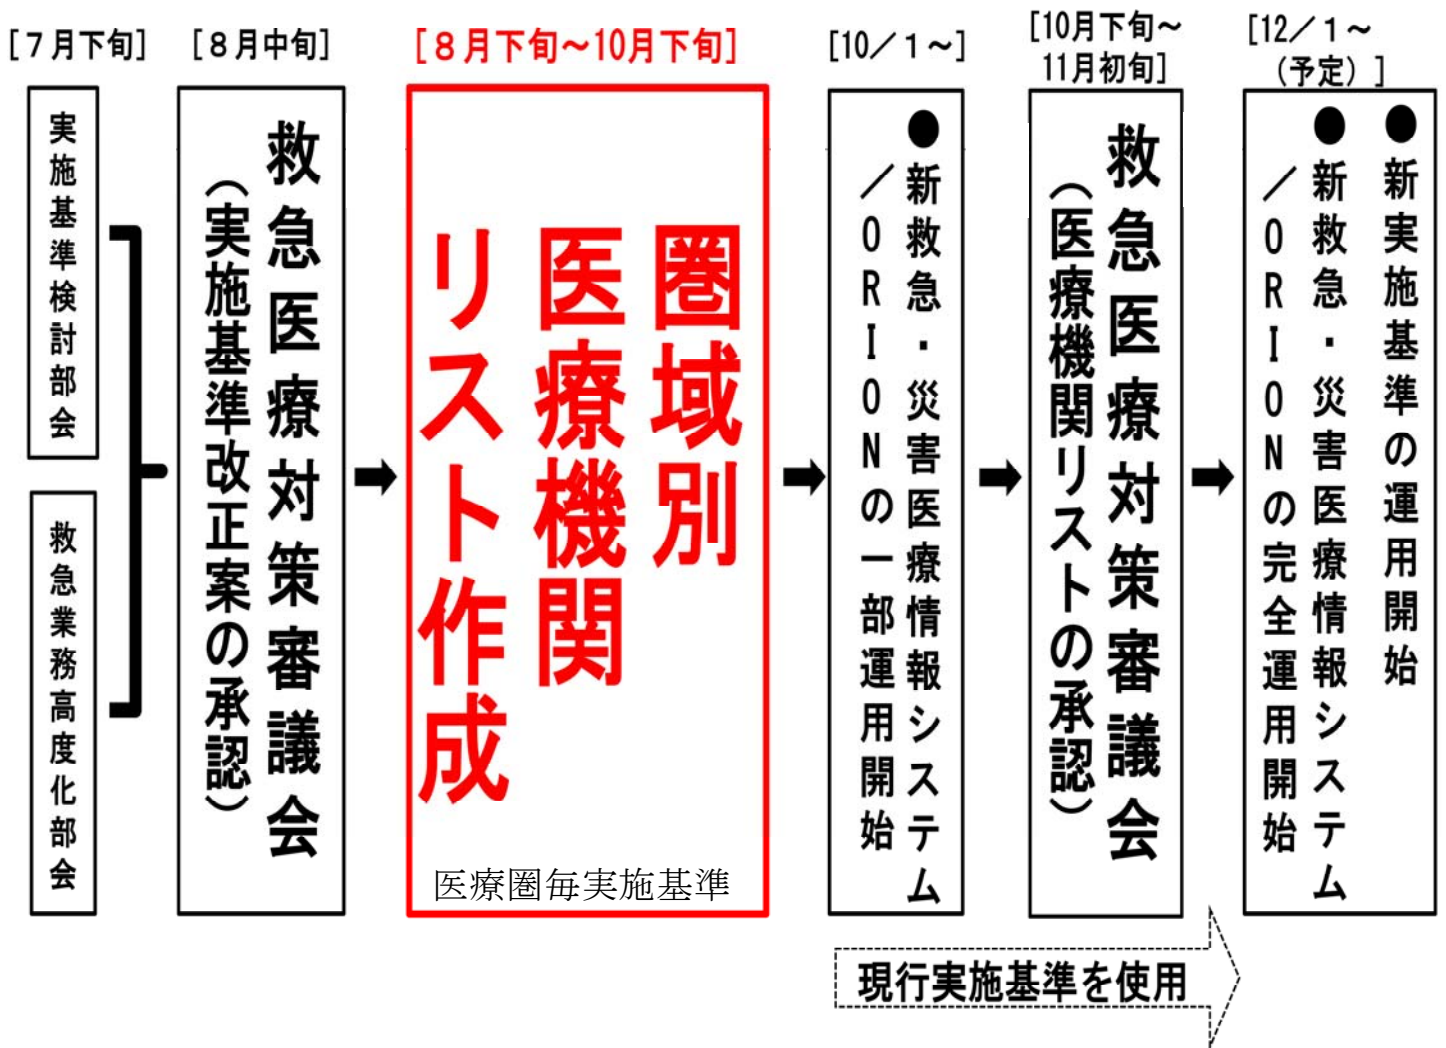 [７月下旬]
実施基準検討部会
救急業務高度化部会
[８月中旬]
救急医療対策審議会
（実施基準改正案の承認）
[８月下旬～10月下旬]
圏域別
医療機関
リスト作成
医療圏毎実施基準
[10／１～]
●新救急・災害医療情報システム
／ORIONの一部運用開始
[10月下旬～
11月初旬]
救急医療対策審議会
（医療機関リストの承認）
[12／１～
（予定）]
●新実施基準の運用開始
●新救急・災害医療情報システム
／ORIONの完全運用開始
現行実施基準を使用